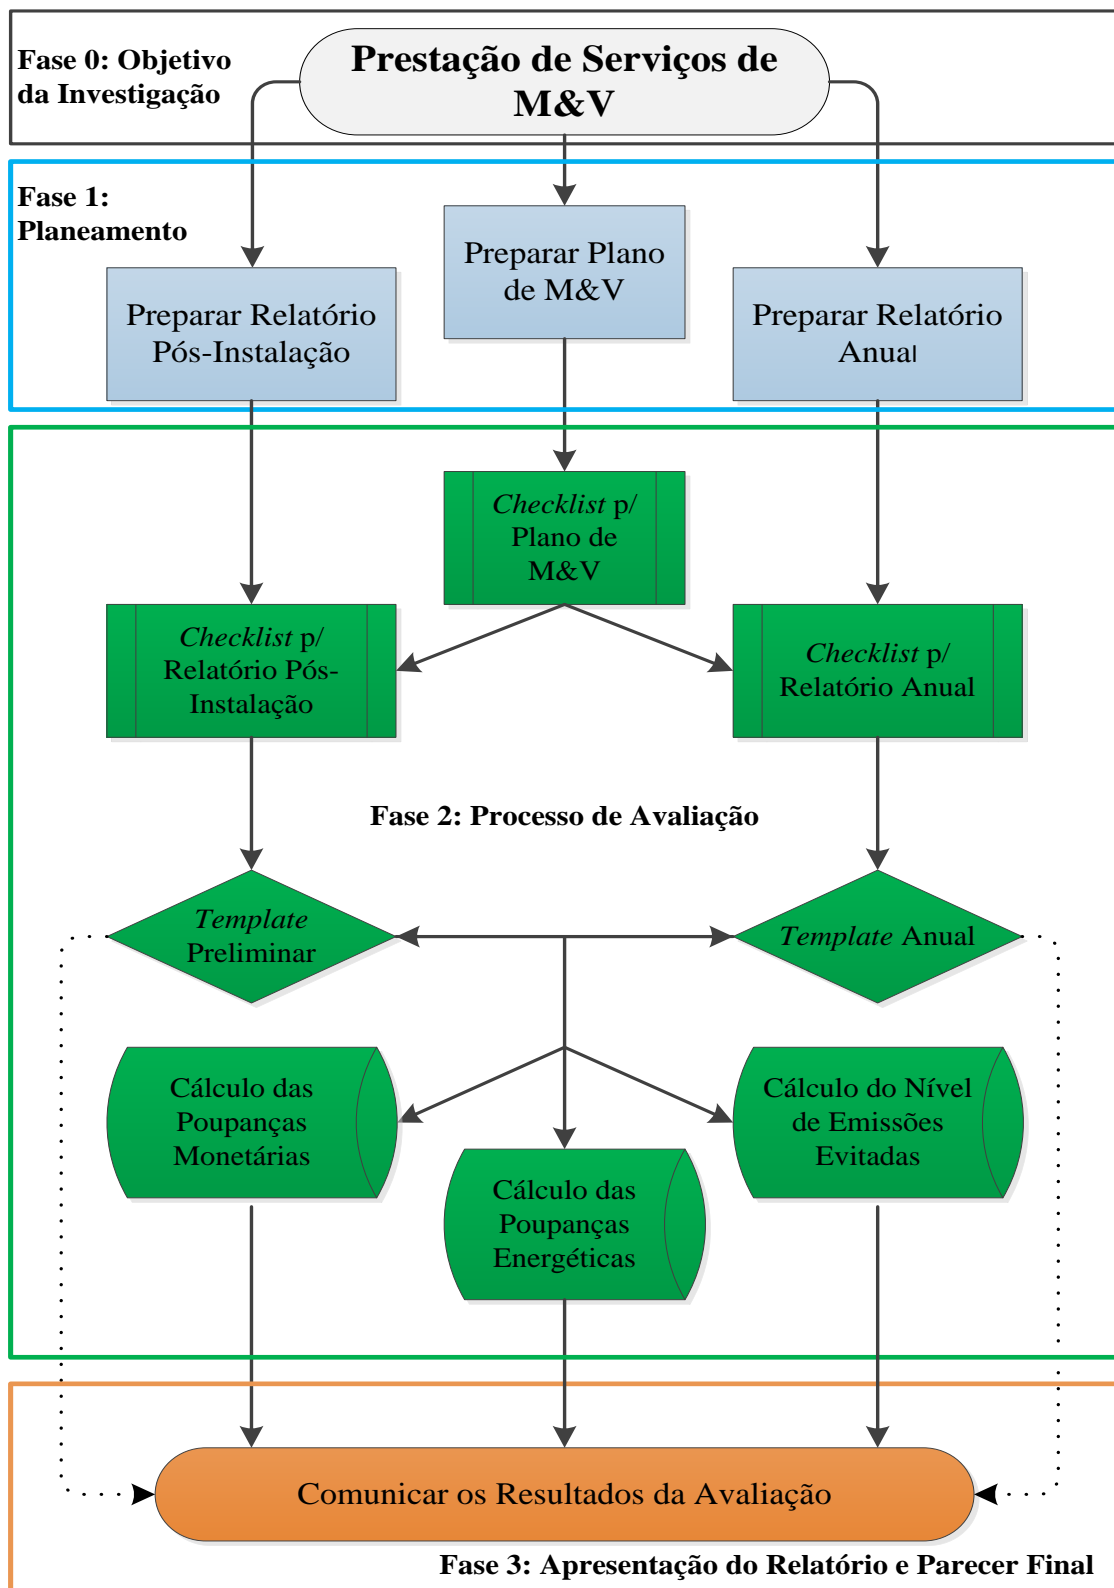 Fase 0: Objetivo
da Investigação
Prestação de Serviços de
M&V
Fase 1:
Planeamento
Preparar Plano
de M&V
Preparar Relatório
Pós-Instalação
Preparar Relatório
Anual
Checklist p/
Plano de
M&V
Checklist p/
Relatório Pós-
Instalação
Checklist p/
Relatório Anual
Fase 2: Processo de Avaliação
Template
Preliminar
Template Anual
Cálculo das
Poupanças
Monetárias
Cálculo do Nível
de Emissões
Evitadas
Cálculo das
Poupanças
Energéticas
Comunicar os Resultados da Avaliação
Fase 3: Apresentação do Relatório e Parecer Final